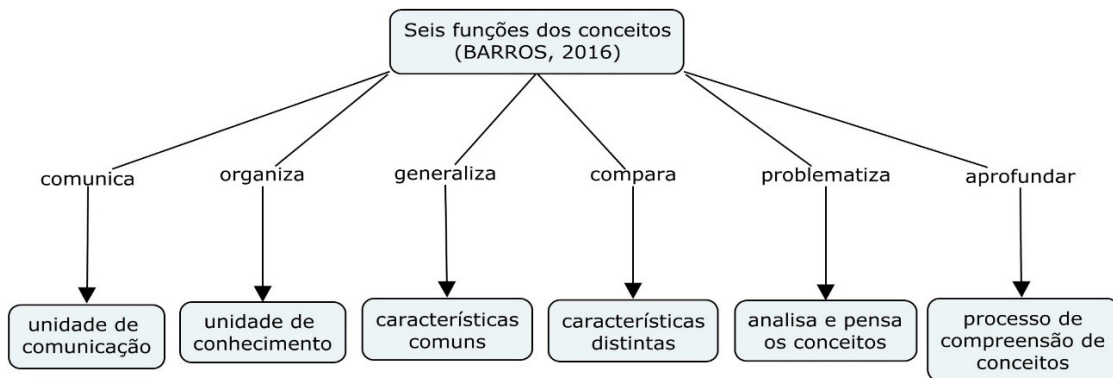 Seis funções dos conceitos
(BARROS, 2016)
comunica
organiza
generaliza
compara
problematiza
aprofundar
unidade de
comunicação
unidade de
conhecimento
características
comuns
características
distintas
analisa e pensa
os conceitos
processo de
compreensão de
conceitos